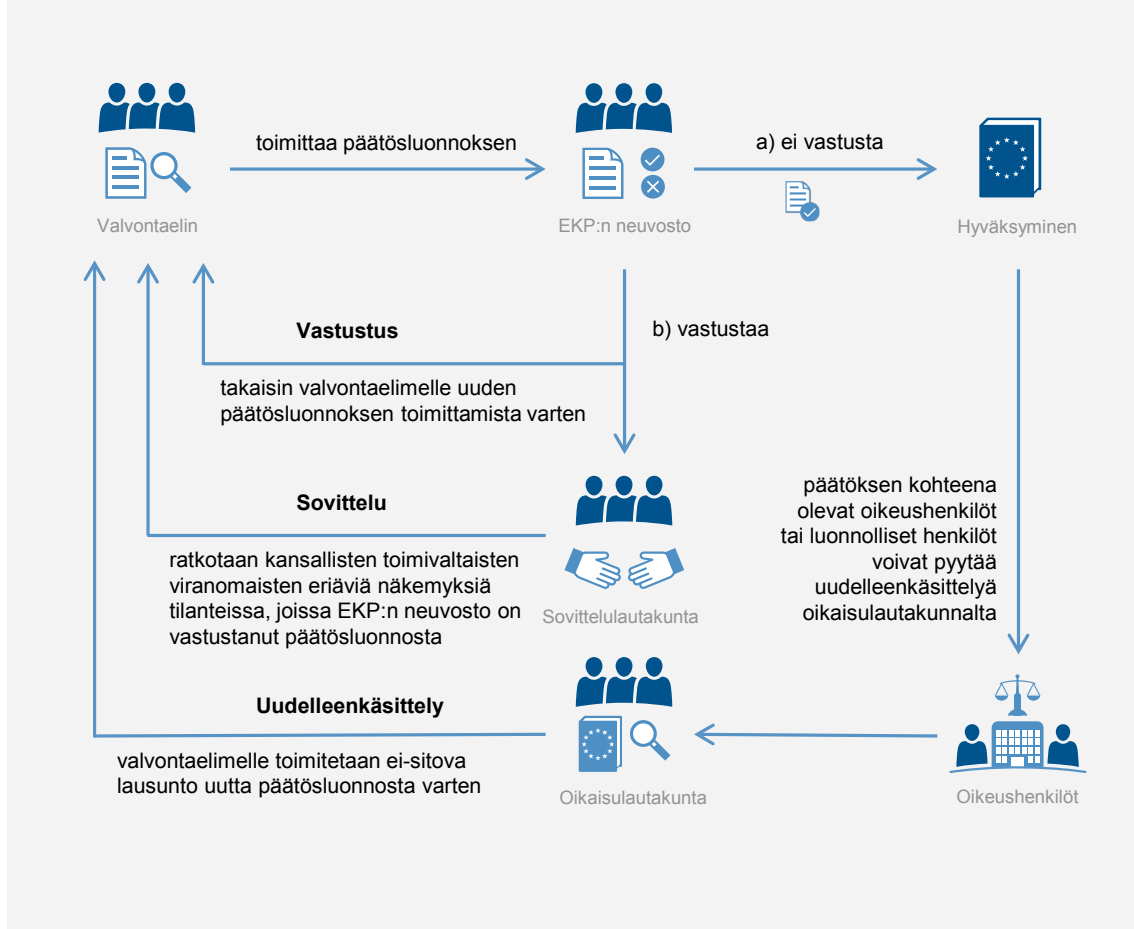 toimittaa päätösluonnoksen
a) ei vastusta
Valvontaelin
EKP:n neuvosto
Hyväksyminen
Vastustus
b) vastustaa
takaisin valvontaelimelle uuden
päätösluonnoksen toimittamista varten
Sovittelu
ratkotaan kansallisten toimivaltaisten
viranomaisten eriäviä näkemyksiä
tilanteissa, joissa EKP:n neuvosto on
vastustanut päätösluonnosta
Sovittelulautakunta
päätöksen kohteena
olevat oikeushenkilöt
tai luonnolliset henkilöt
voivat pyytää
uudelleenkäsittelyä
oikaisulautakunnalta
Uudelleenkäsittely
valvontaelimelle toimitetaan ei-sitova
lausunto uutta päätösluonnosta varten
Oikaisulautakunta
Oikeushenkilöt